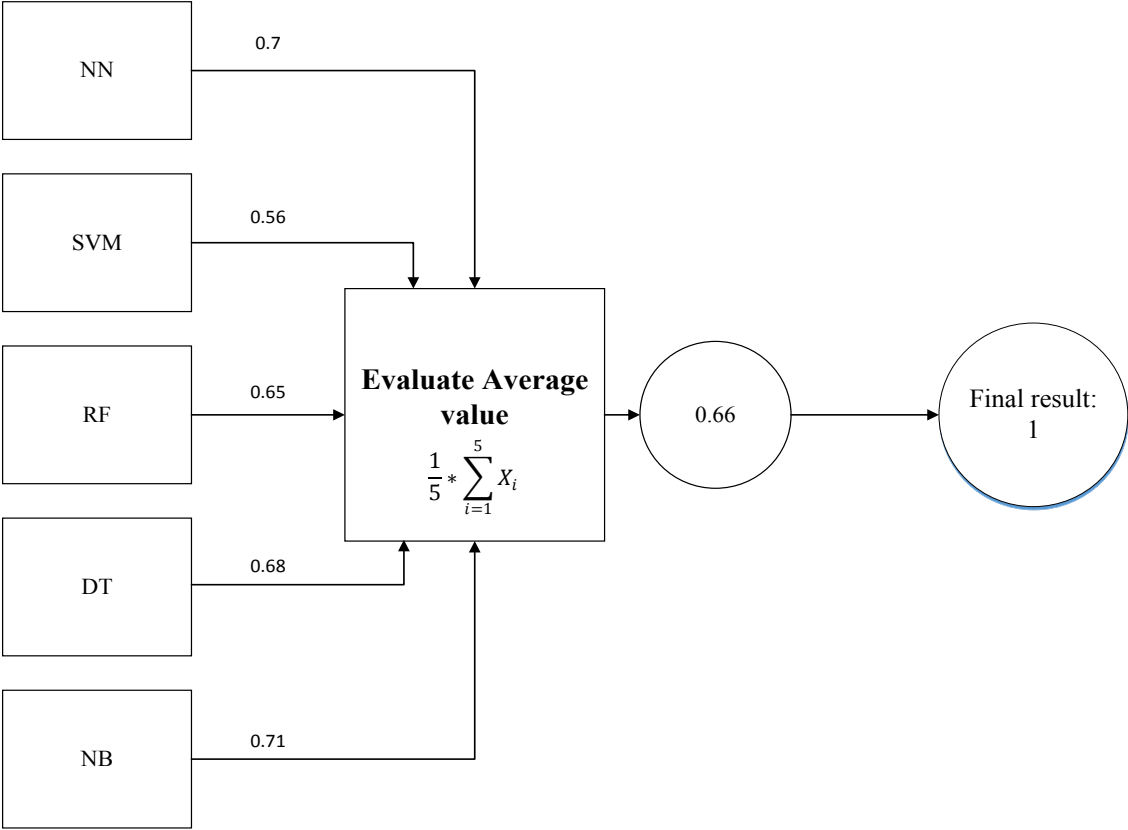 NN
0.7
SVM
0.56
RF
0.65
DT
0.68
NB
0.71
Evaluate Average
value
1/5 * ∑_{i=1}^{5} X_i
0.66
Final result:
1